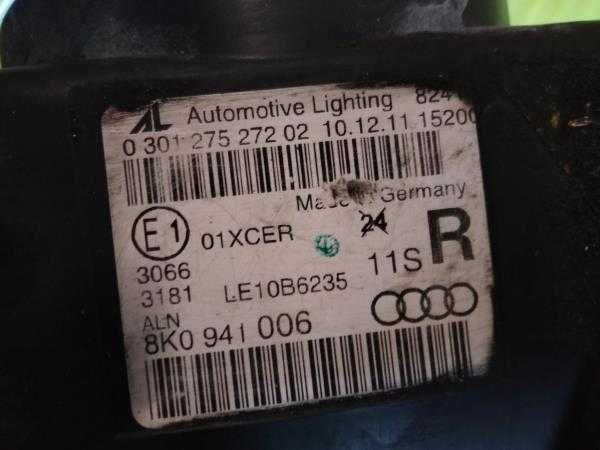 AL Automotive Lighting 824
0 301 275 272 02 10.12.11 15200
Made in Germany
E1 01XCER 24 R
3066
3181 LE10B6235 11S
ALN
8K0 941 006